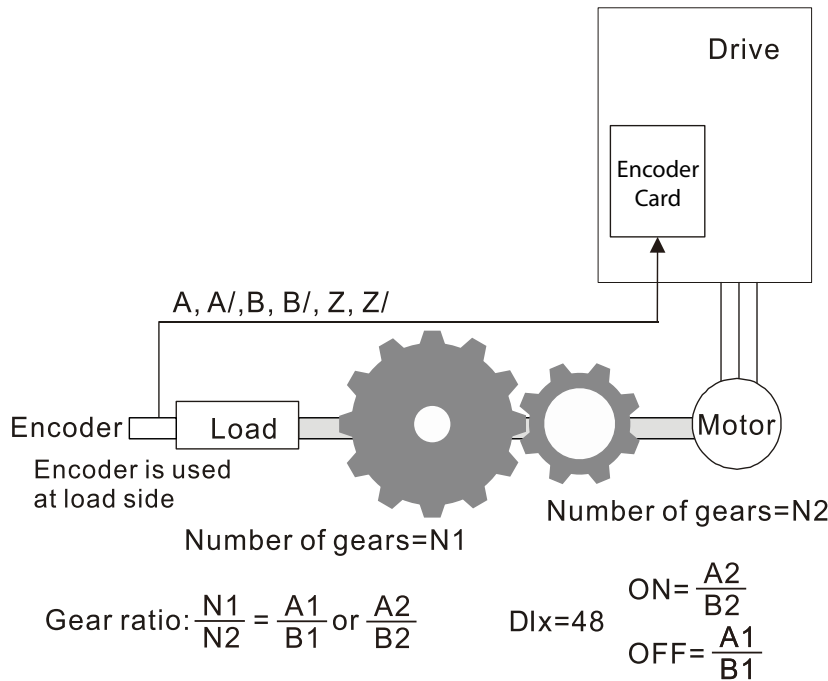 Drive
Encoder
Card
A, A/,B, B/, Z, Z/
Encoder
Load
Motor
Encoder is used
at load side
Number of gears=N2
Number of gears=N1
Gear ratio: N1/N2 = A1/B1 or A2/B2
DIx=48
ON= A2/B2
OFF= A1/B1